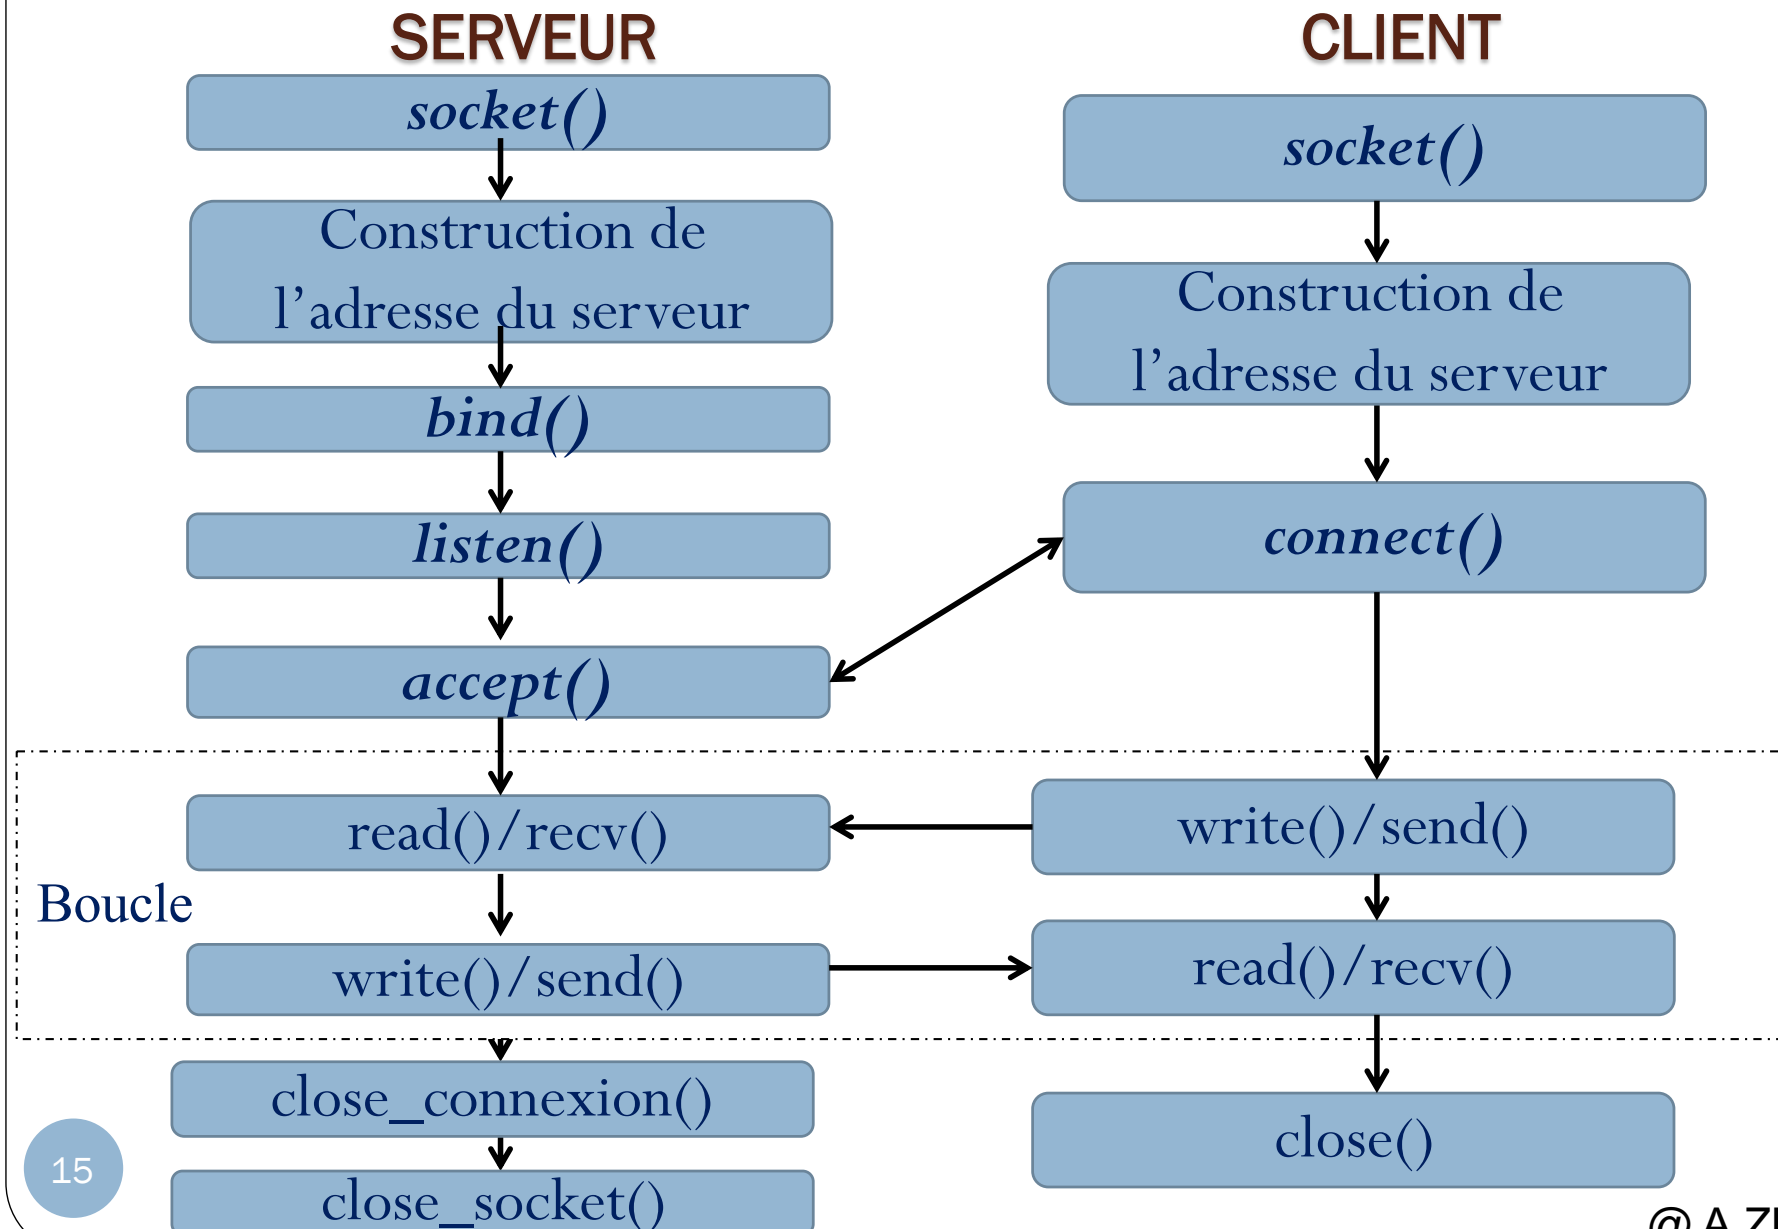 SERVEUR
socket()
Construction de
l’adresse du serveur
bind()
listen()
accept()
read()/recv()
Boucle
write()/send()
close_connexion()
close_socket()
15
CLIENT
socket()
Construction de
l’adresse du serveur
connect()
write()/send()
read()/recv()
close()
@ A